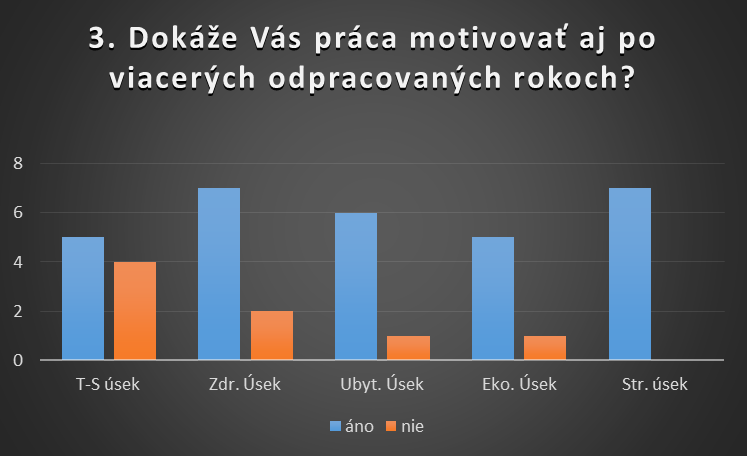 3. Dokáže Vás práca motivovať aj po
viacerých odpracovaných rokoch?
8
6
4
2
0
T-S úsek Zdr. Úsek Ubyt. Úsek Eko. Úsek Str. úsek
áno nie